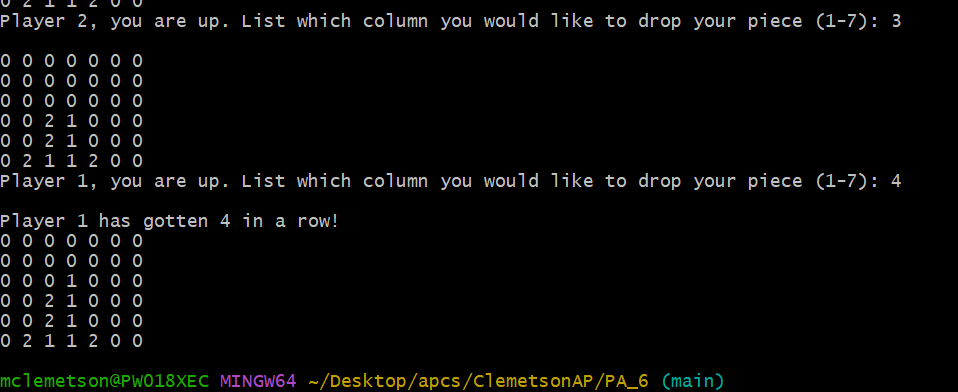 0 2 1 1 2 0 0
Player 2, you are up. List which column you would like to drop your piece (1-7): 3
0 0 0 0 0 0 0
0 0 0 0 0 0 0
0 0 0 0 0 0 0
0 0 2 1 0 0 0
0 0 2 1 0 0 0
0 2 1 1 2 0 0
Player 1, you are up. List which column you would like to drop your piece (1-7): 4
Player 1 has gotten 4 in a row!
0 0 0 0 0 0 0
0 0 0 0 0 0 0
0 0 0 1 0 0 0
0 0 2 1 0 0 0
0 0 2 1 0 0 0
0 2 1 1 2 0 0
mclemetson@PWO18XEC MINGW64 ~/Desktop/apcs/ClemetsonAP/PA_6 (main)